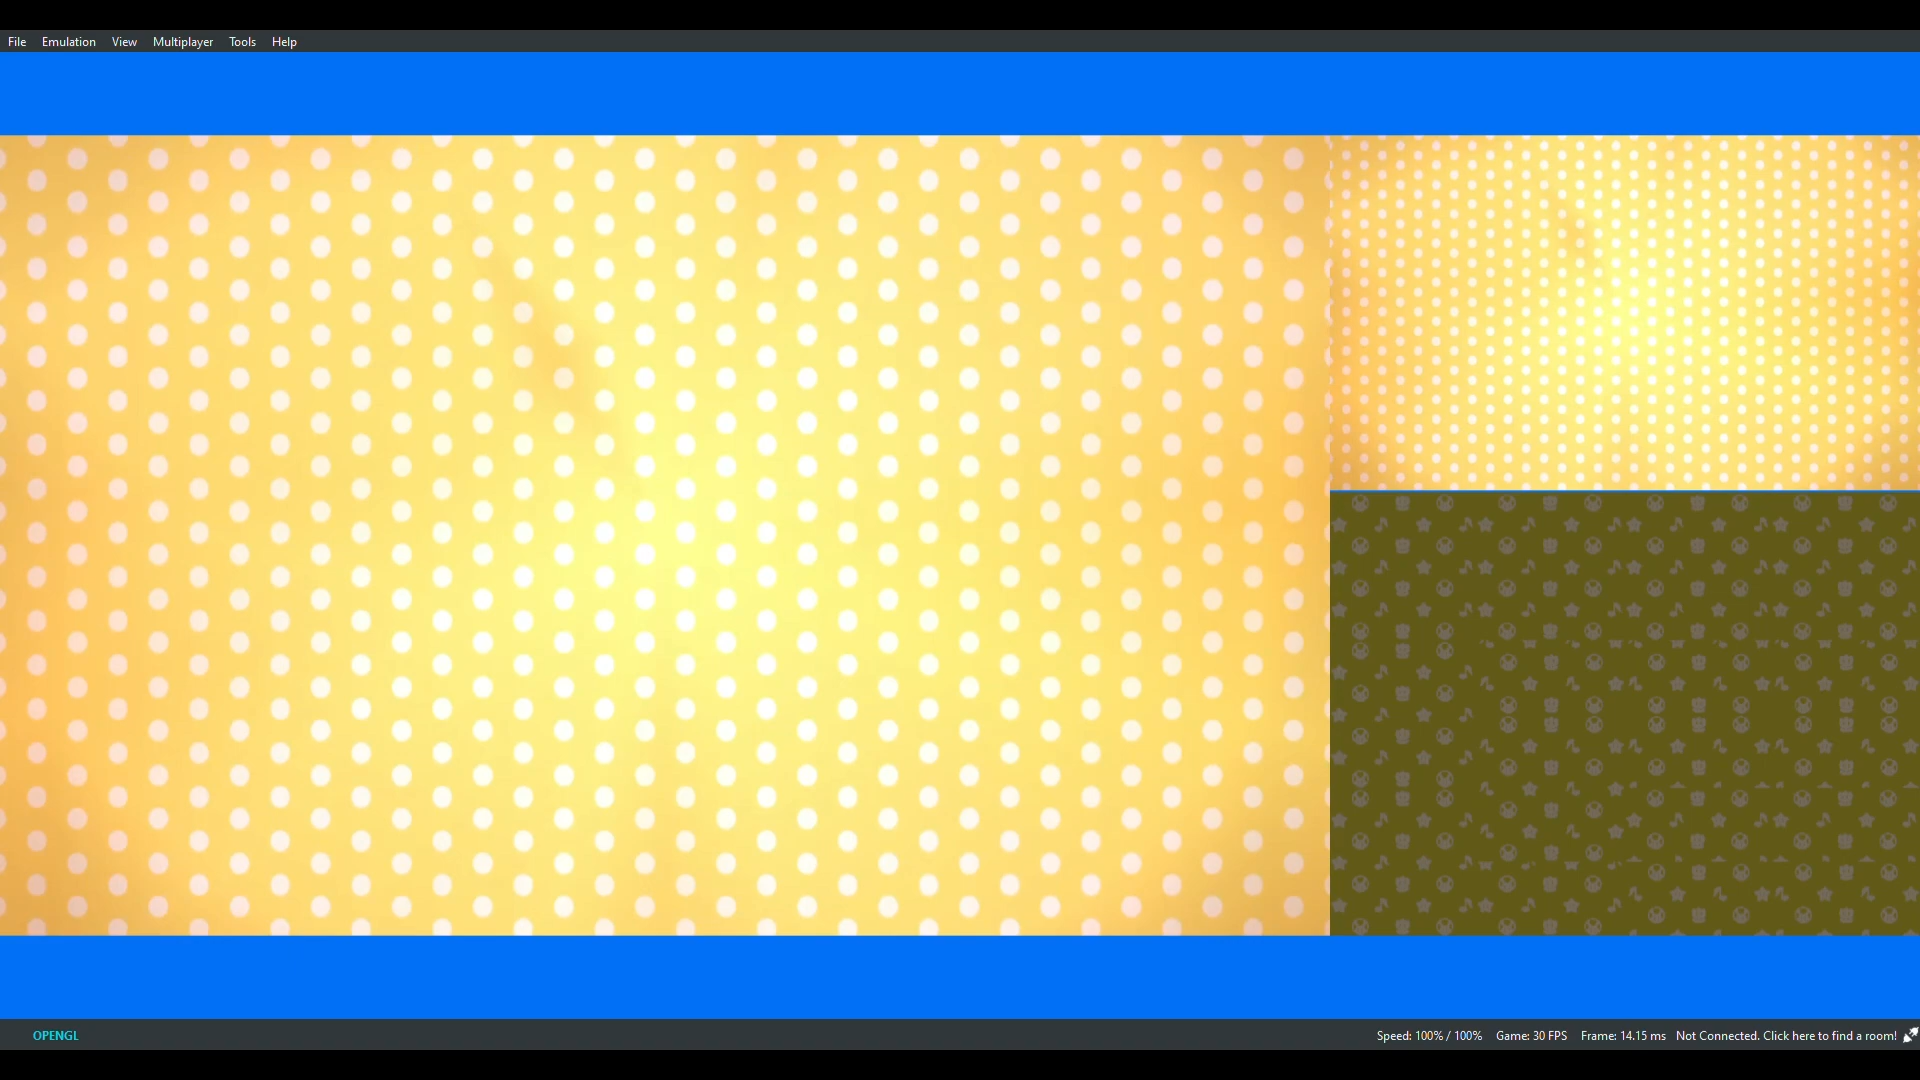 File Emulation View Multiplayer Tools Help
OPENGL Speed: 100% / 100% Game: 30 FPS Frame: 14.15 ms Not Connected. Click here to find a room!